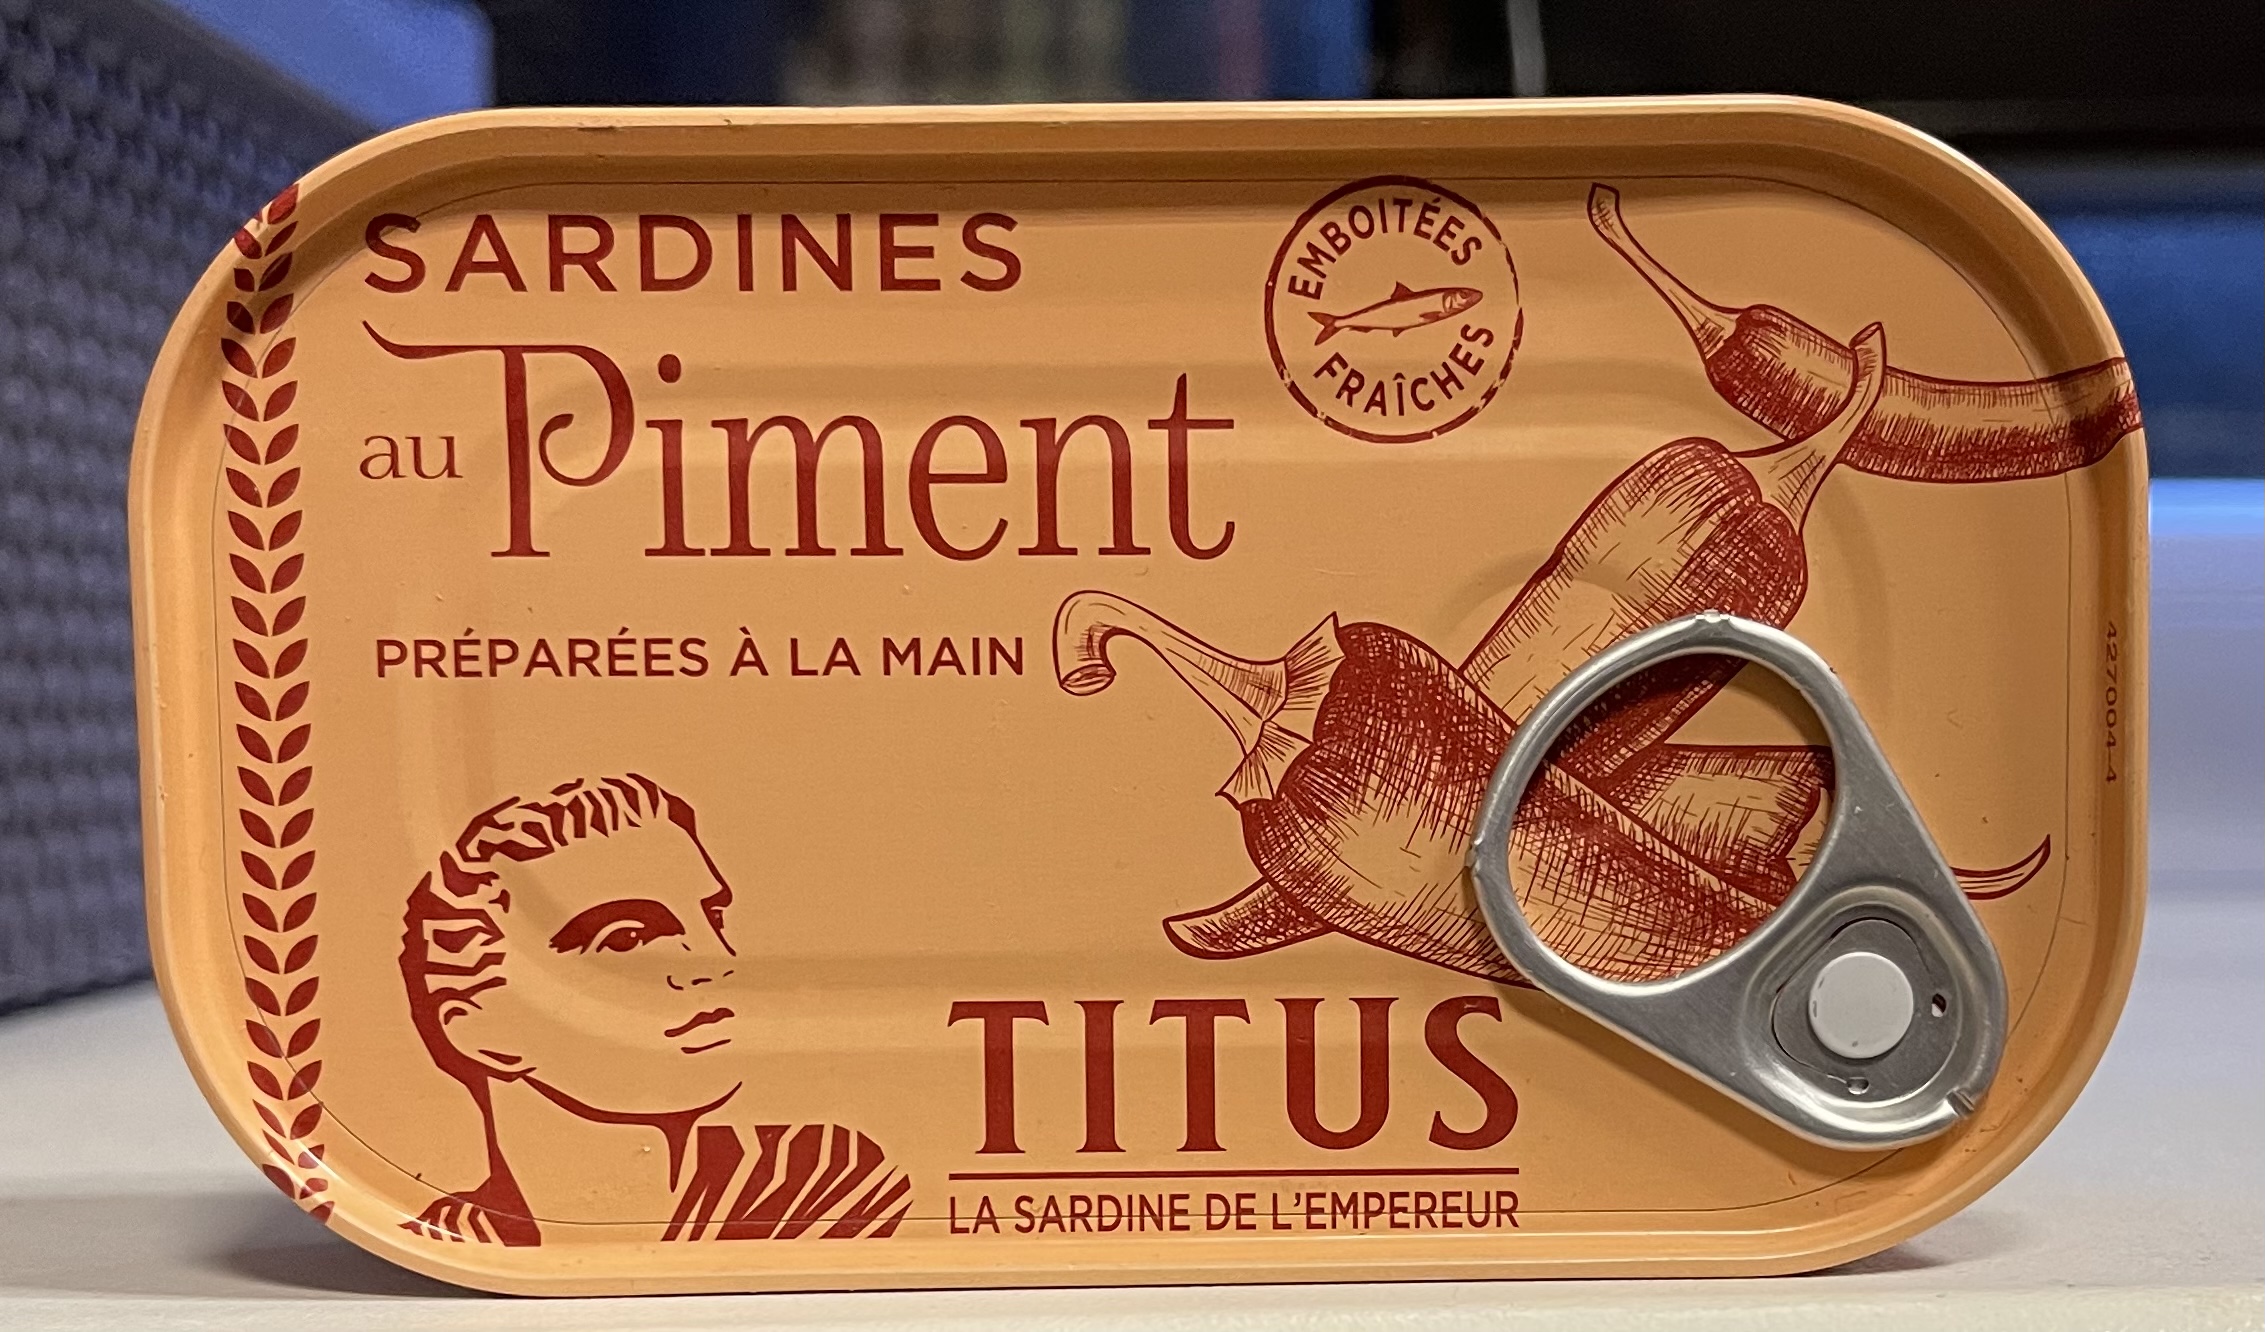 SARDINES
au Piment
PRÉPARÉES À LA MAIN
EMBOITÉES
FRAÎCHES
TITUS
LA SARDINE DE L'EMPEREUR
427004-4